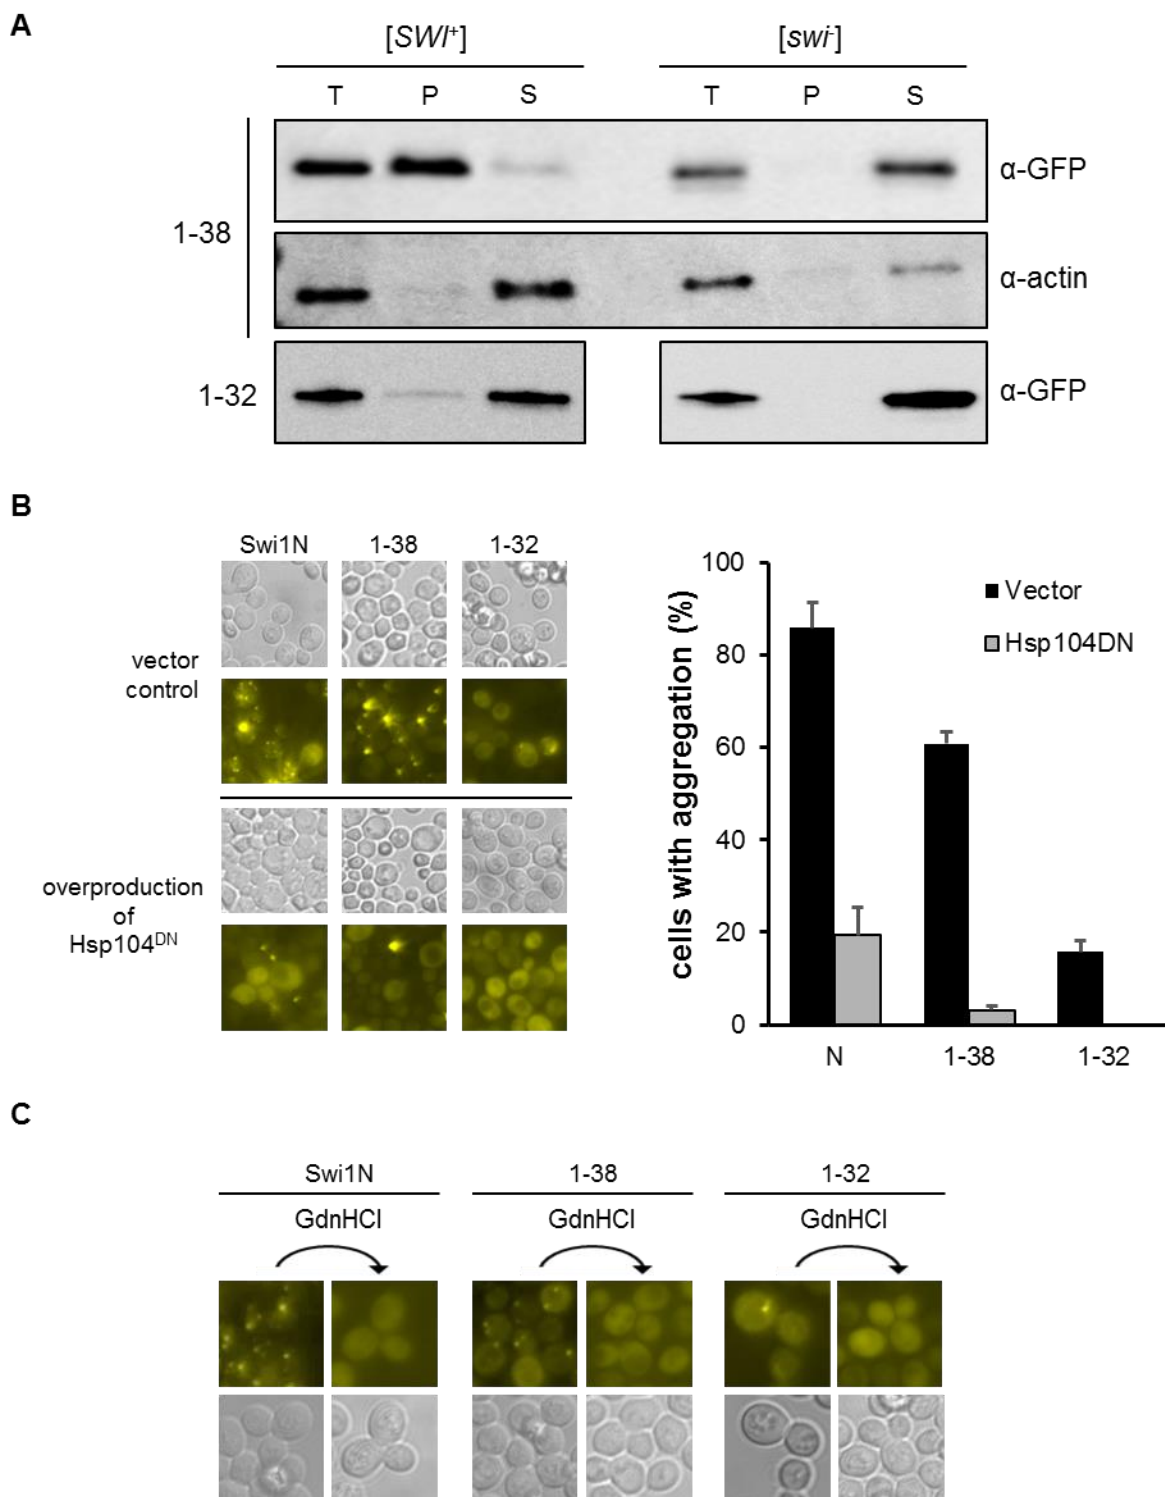 A
[SWI⁺] [swi⁻]
T P S T P S
1-38
α-GFP
α-actin
1-32
α-GFP
B
Swi1N 1-38 1-32
vector
control
overproduction
of
Hsp104ᴰᴺ
cells with aggregation (%)
100
80
60
40
20
0
Vector
Hsp104DN
N 1-38 1-32
C
Swi1N 1-38 1-32
GdnHCl GdnHCl GdnHCl